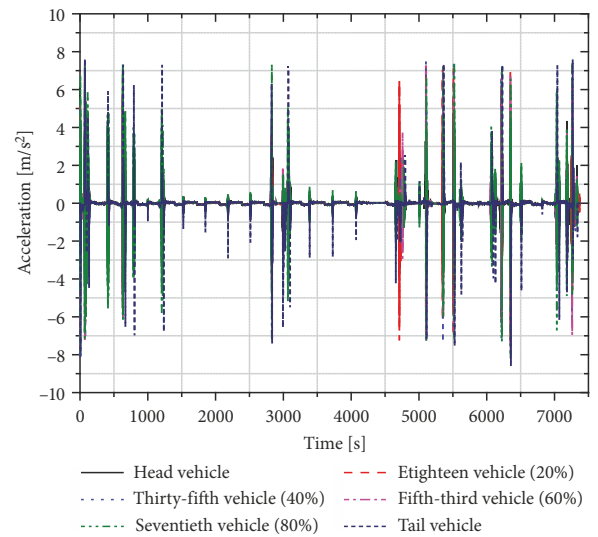 10
8
6
4
2
0
−2
−4
−6
−8
−10
Acceleration [m/s²]
0 1000 2000 3000 4000 5000 6000 7000
Time [s]
Head vehicle
Thirty-fifth vehicle (40%)
Seventieth vehicle (80%)
Etighteen vehicle (20%)
Fifth-third vehicle (60%)
Tail vehicle